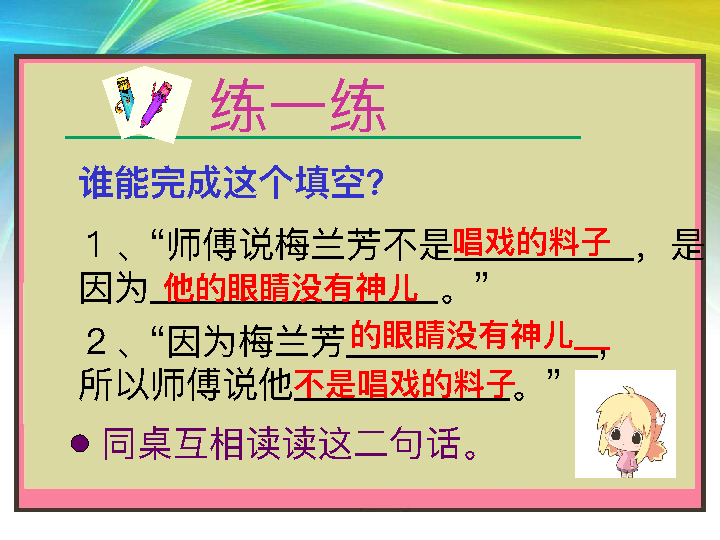 练一练
谁能完成这个填空？
１、“师傅说梅兰芳不是唱戏的料子，是
因为他的眼睛没有神儿。”
２、“因为梅兰芳的眼睛没有神儿，
所以师傅说他不是唱戏的料子。”
●同桌互相读读这二句话。